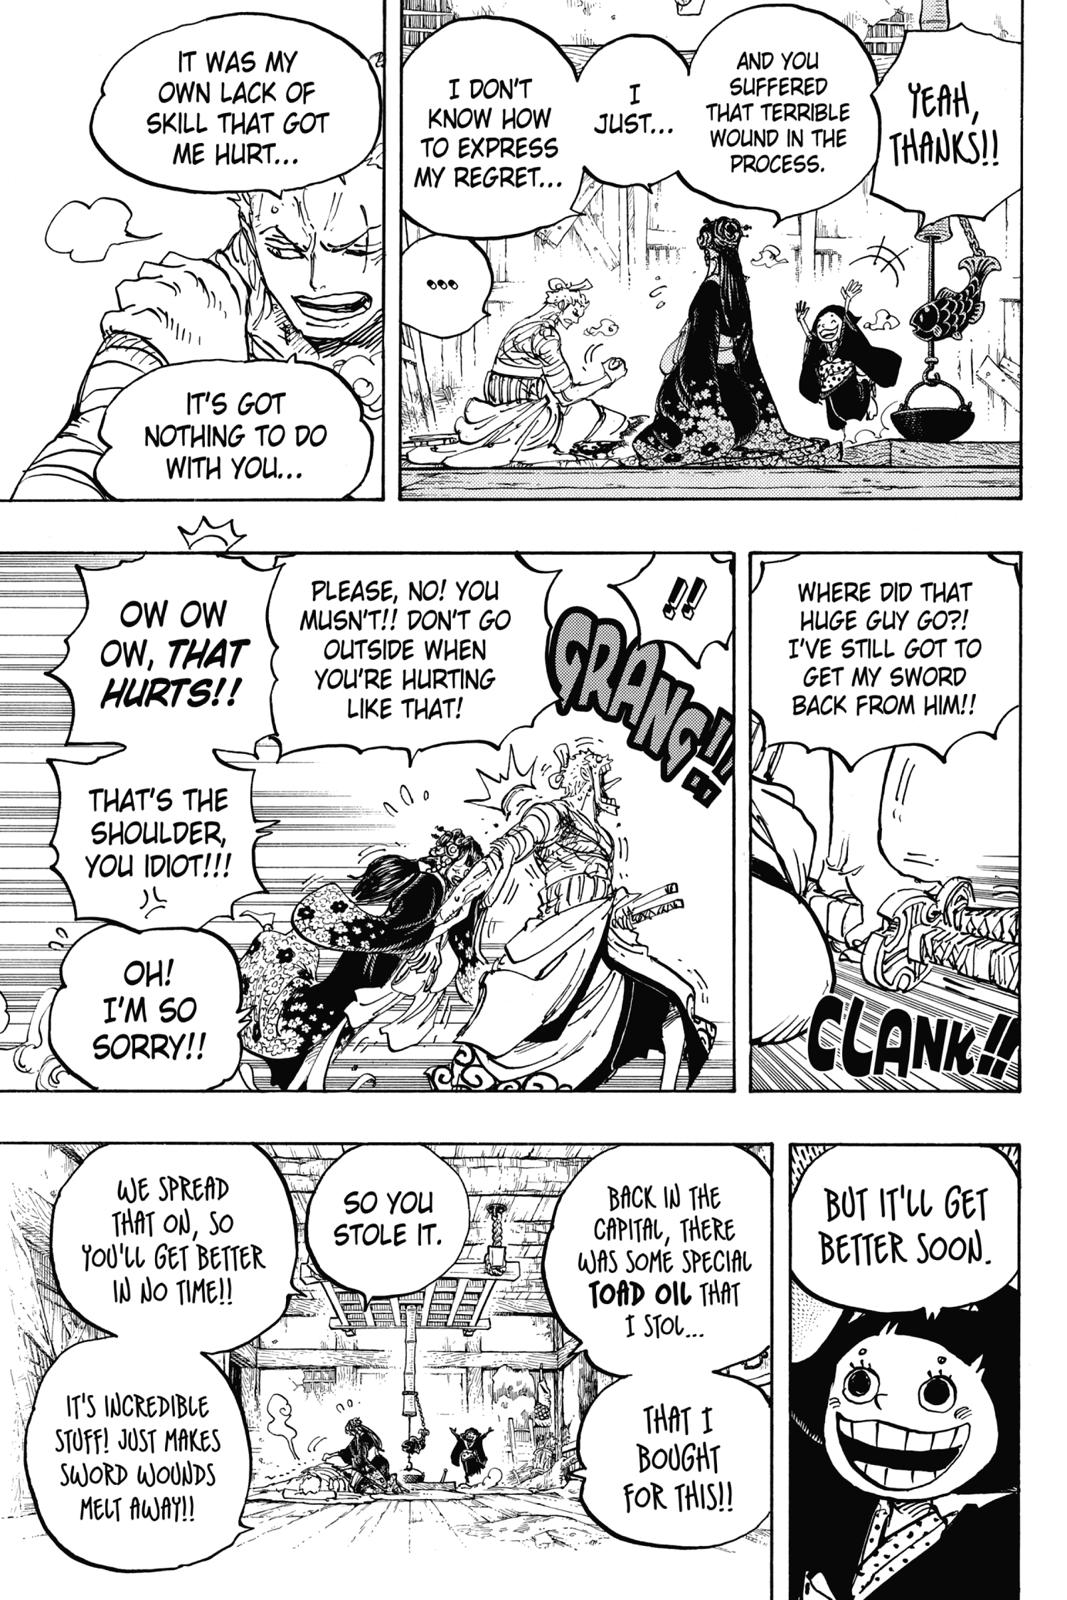 YEAH,
THANKS!!
AND YOU
SUFFERED
THAT TERRIBLE
WOUND IN THE
PROCESS.
I
JUST...
I DON'T
KNOW HOW
TO EXPRESS
MY REGRET...
...
IT WAS MY
OWN LACK OF
SKILL THAT GOT
ME HURT...
IT'S GOT
NOTHING TO DO
WITH YOU...
WHERE DID THAT
HUGE GUY GO?!
I'VE STILL GOT TO
GET MY SWORD
BACK FROM HIM!!
CLANK!!
!!
GRANG!!
PLEASE, NO! YOU
MUSN'T!! DON'T GO
OUTSIDE WHEN
YOU'RE HURTING
LIKE THAT!
OW OW
OW, THAT
HURTS!!
THAT'S THE
SHOULDER,
YOU IDIOT!!!
OH!
I'M SO
SORRY!!
BUT IT'LL GET
BETTER SOON.
BACK IN THE
CAPITAL, THERE
WAS SOME SPECIAL
TOAD OIL THAT
I STOL...
THAT I
BOUGHT
FOR THIS!!
SO YOU
STOLE IT.
WE SPREAD
THAT ON, SO
YOU'LL GET BETTER
IN NO TIME!!
IT'S INCREDIBLE
STUFF! JUST MAKES
SWORD WOUNDS
MELT AWAY!!